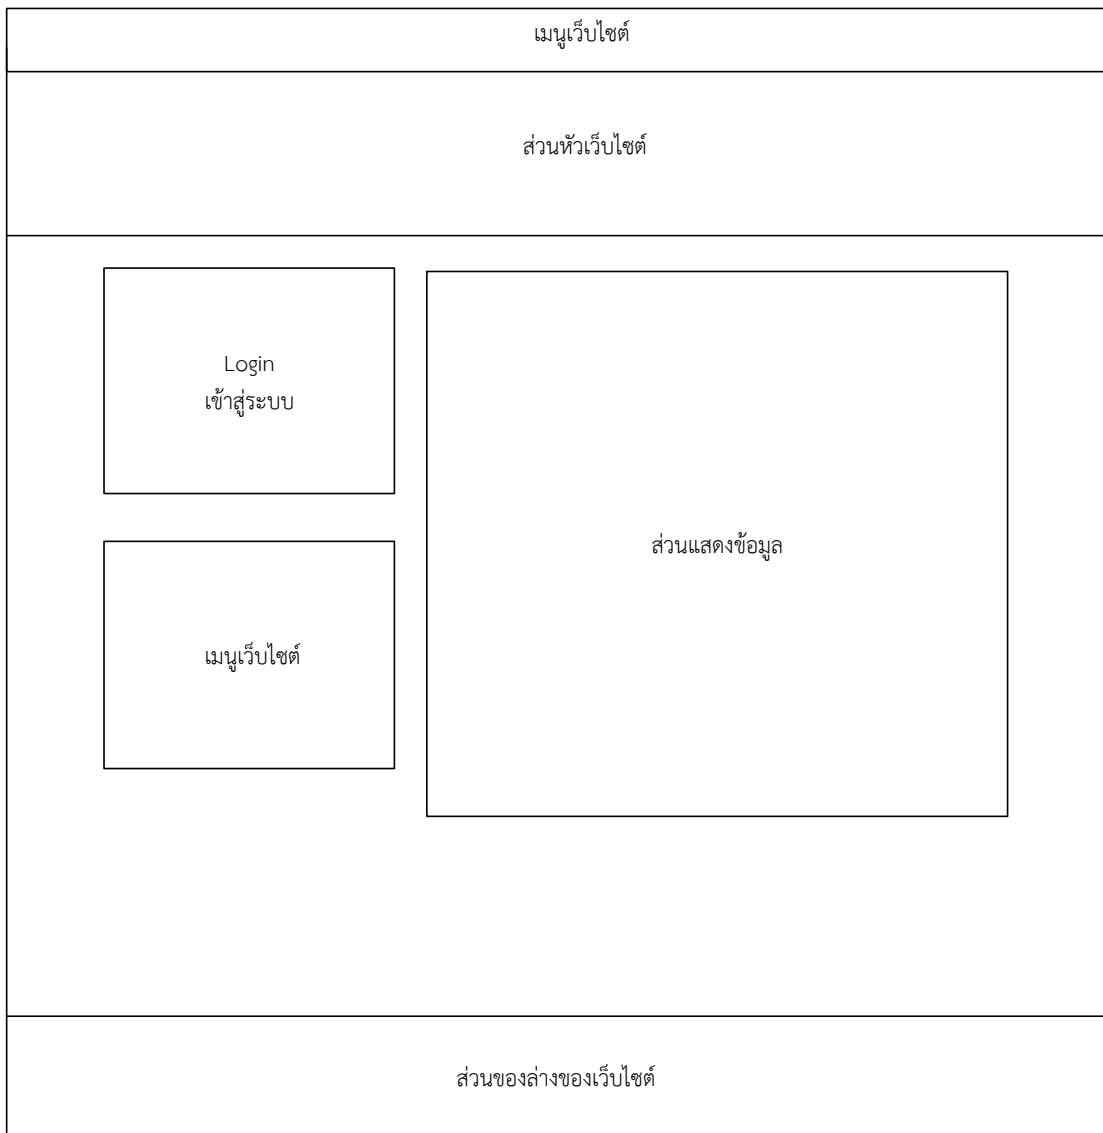 เมนูเว็บไซต์
ส่วนหัวเว็บไซต์
Login
เข้าสู่ระบบ
ส่วนแสดงข้อมูล
เมนูเว็บไซต์
ส่วนของล่างของเว็บไซต์